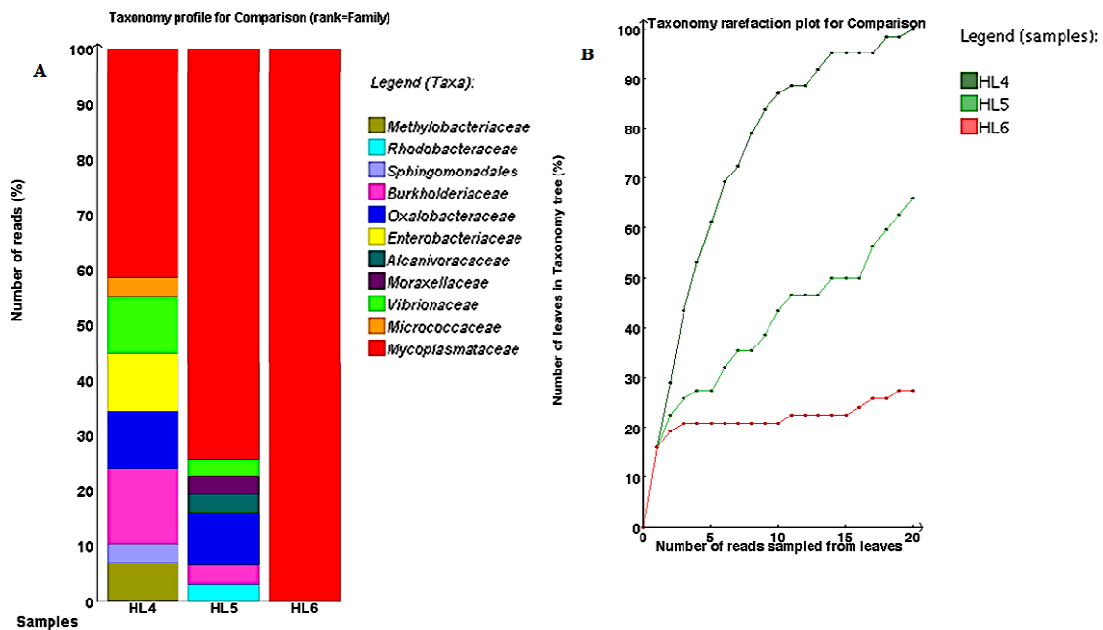 Taxonomy profile for Comparison (rank=Family)
A
100
90
80
70
60
50
40
30
20
10
0
Number of reads (%)
HL4
HL5
HL6
Samples
Legend (Taxa):
Methylobacteriaceae
Rhodobacteraceae
Sphingomonadales
Burkholderiaceae
Oxalobacteraceae
Enterobacteriaceae
Alcanivoracaceae
Moraxellaceae
Vibrionaceae
Micrococcaceae
Mycoplasmataceae
B
Taxonomy rarefaction plot for Comparison
100
90
80
70
60
50
40
30
20
10
0
Number of leaves in Taxonomy tree (%)
0
5
10
15
20
Number of reads sampled from leaves
Legend (samples):
HL4
HL5
HL6